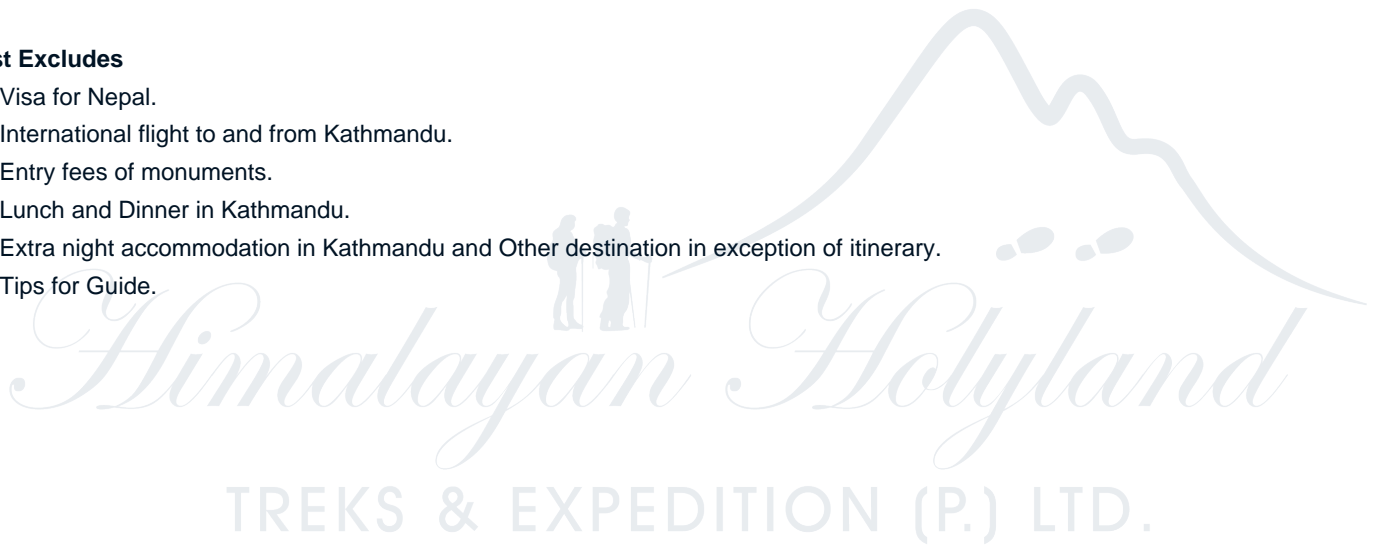 st Excludes
Visa for Nepal.
International flight to and from Kathmandu.
Entry fees of monuments.
Lunch and Dinner in Kathmandu.
Extra night accommodation in Kathmandu and Other destination in exception of itinerary.
Tips for Guide.
Himalayan Holyland
TREKS & EXPEDITION (P.) LTD.